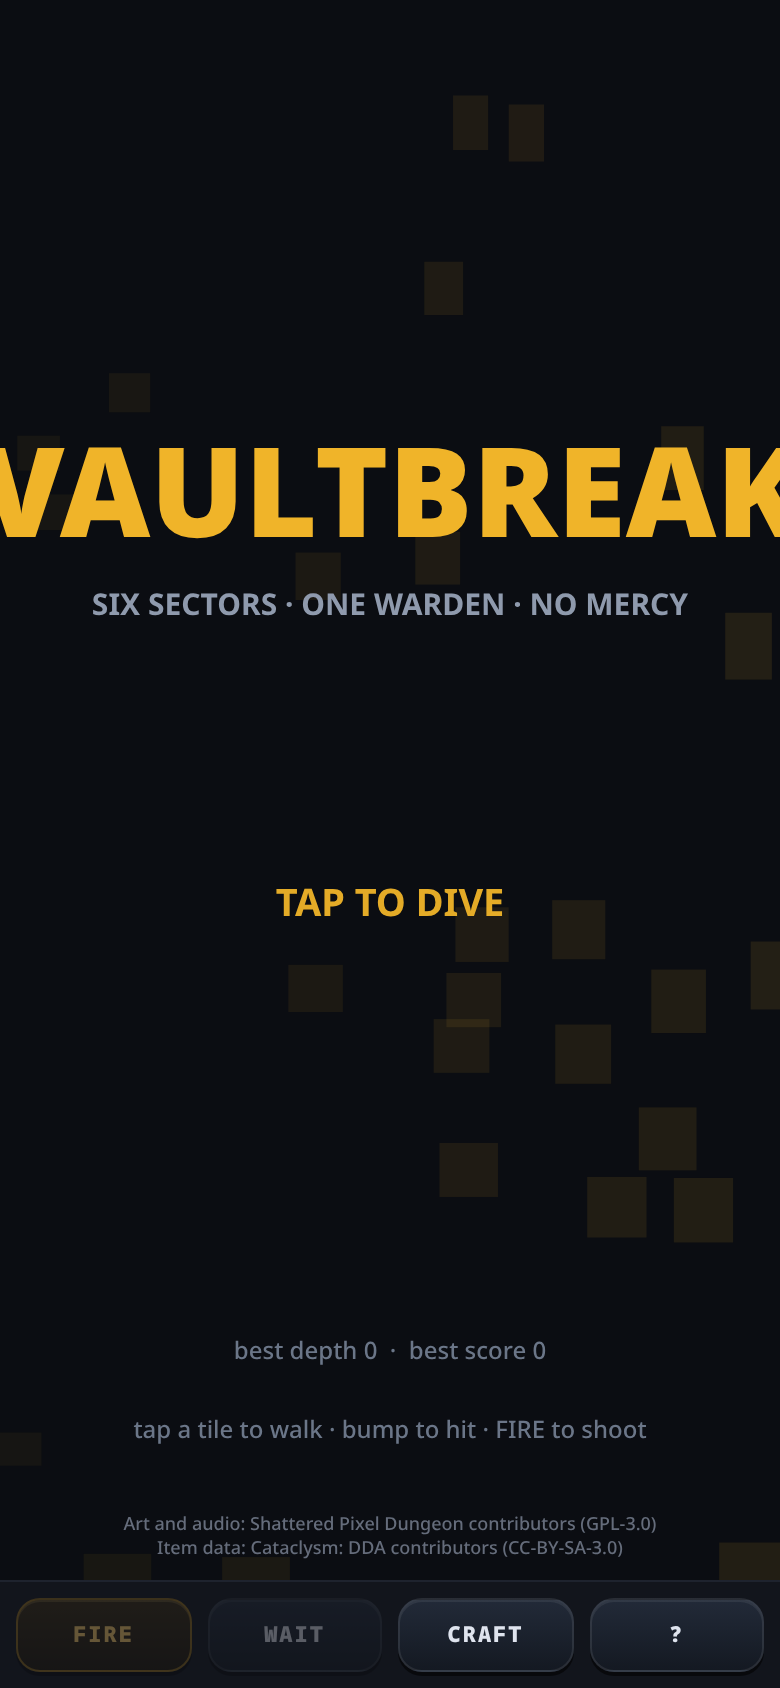 VAULTBREAK
SIX SECTORS · ONE WARDEN · NO MERCY
TAP TO DIVE
best depth 0 · best score 0
tap a tile to walk · bump to hit · FIRE to shoot
Art and audio: Shattered Pixel Dungeon contributors (GPL-3.0)
Item data: Cataclysm: DDA contributors (CC-BY-SA-3.0)
FIRE WAIT CRAFT ?